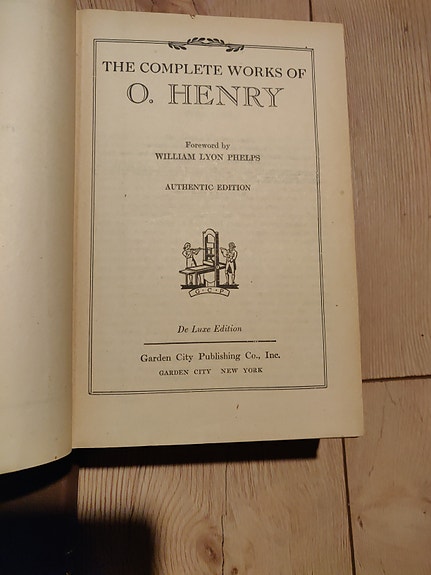 THE COMPLETE WORKS OF
O. HENRY
Foreword by
WILLIAM LYON PHELPS
AUTHENTIC EDITION
G · C · P
De Luxe Edition
Garden City Publishing Co., Inc.
GARDEN CITY NEW YORK